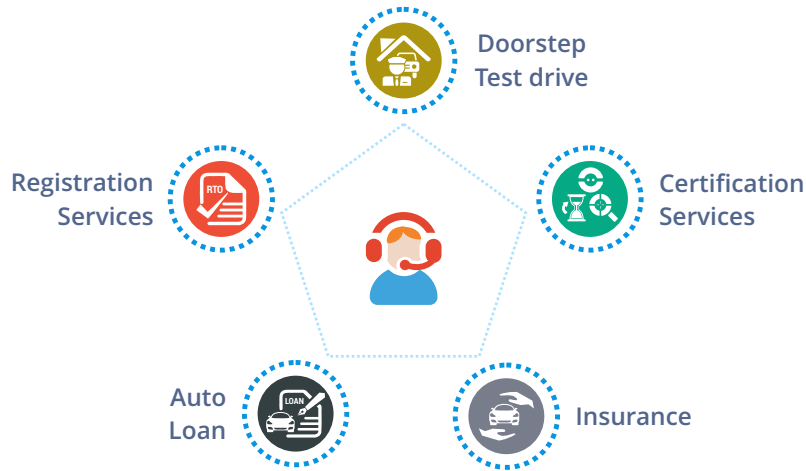 Doorstep
Test drive
Registration
Services
RTO
Certification
Services
Auto
Loan
LOAN
Insurance